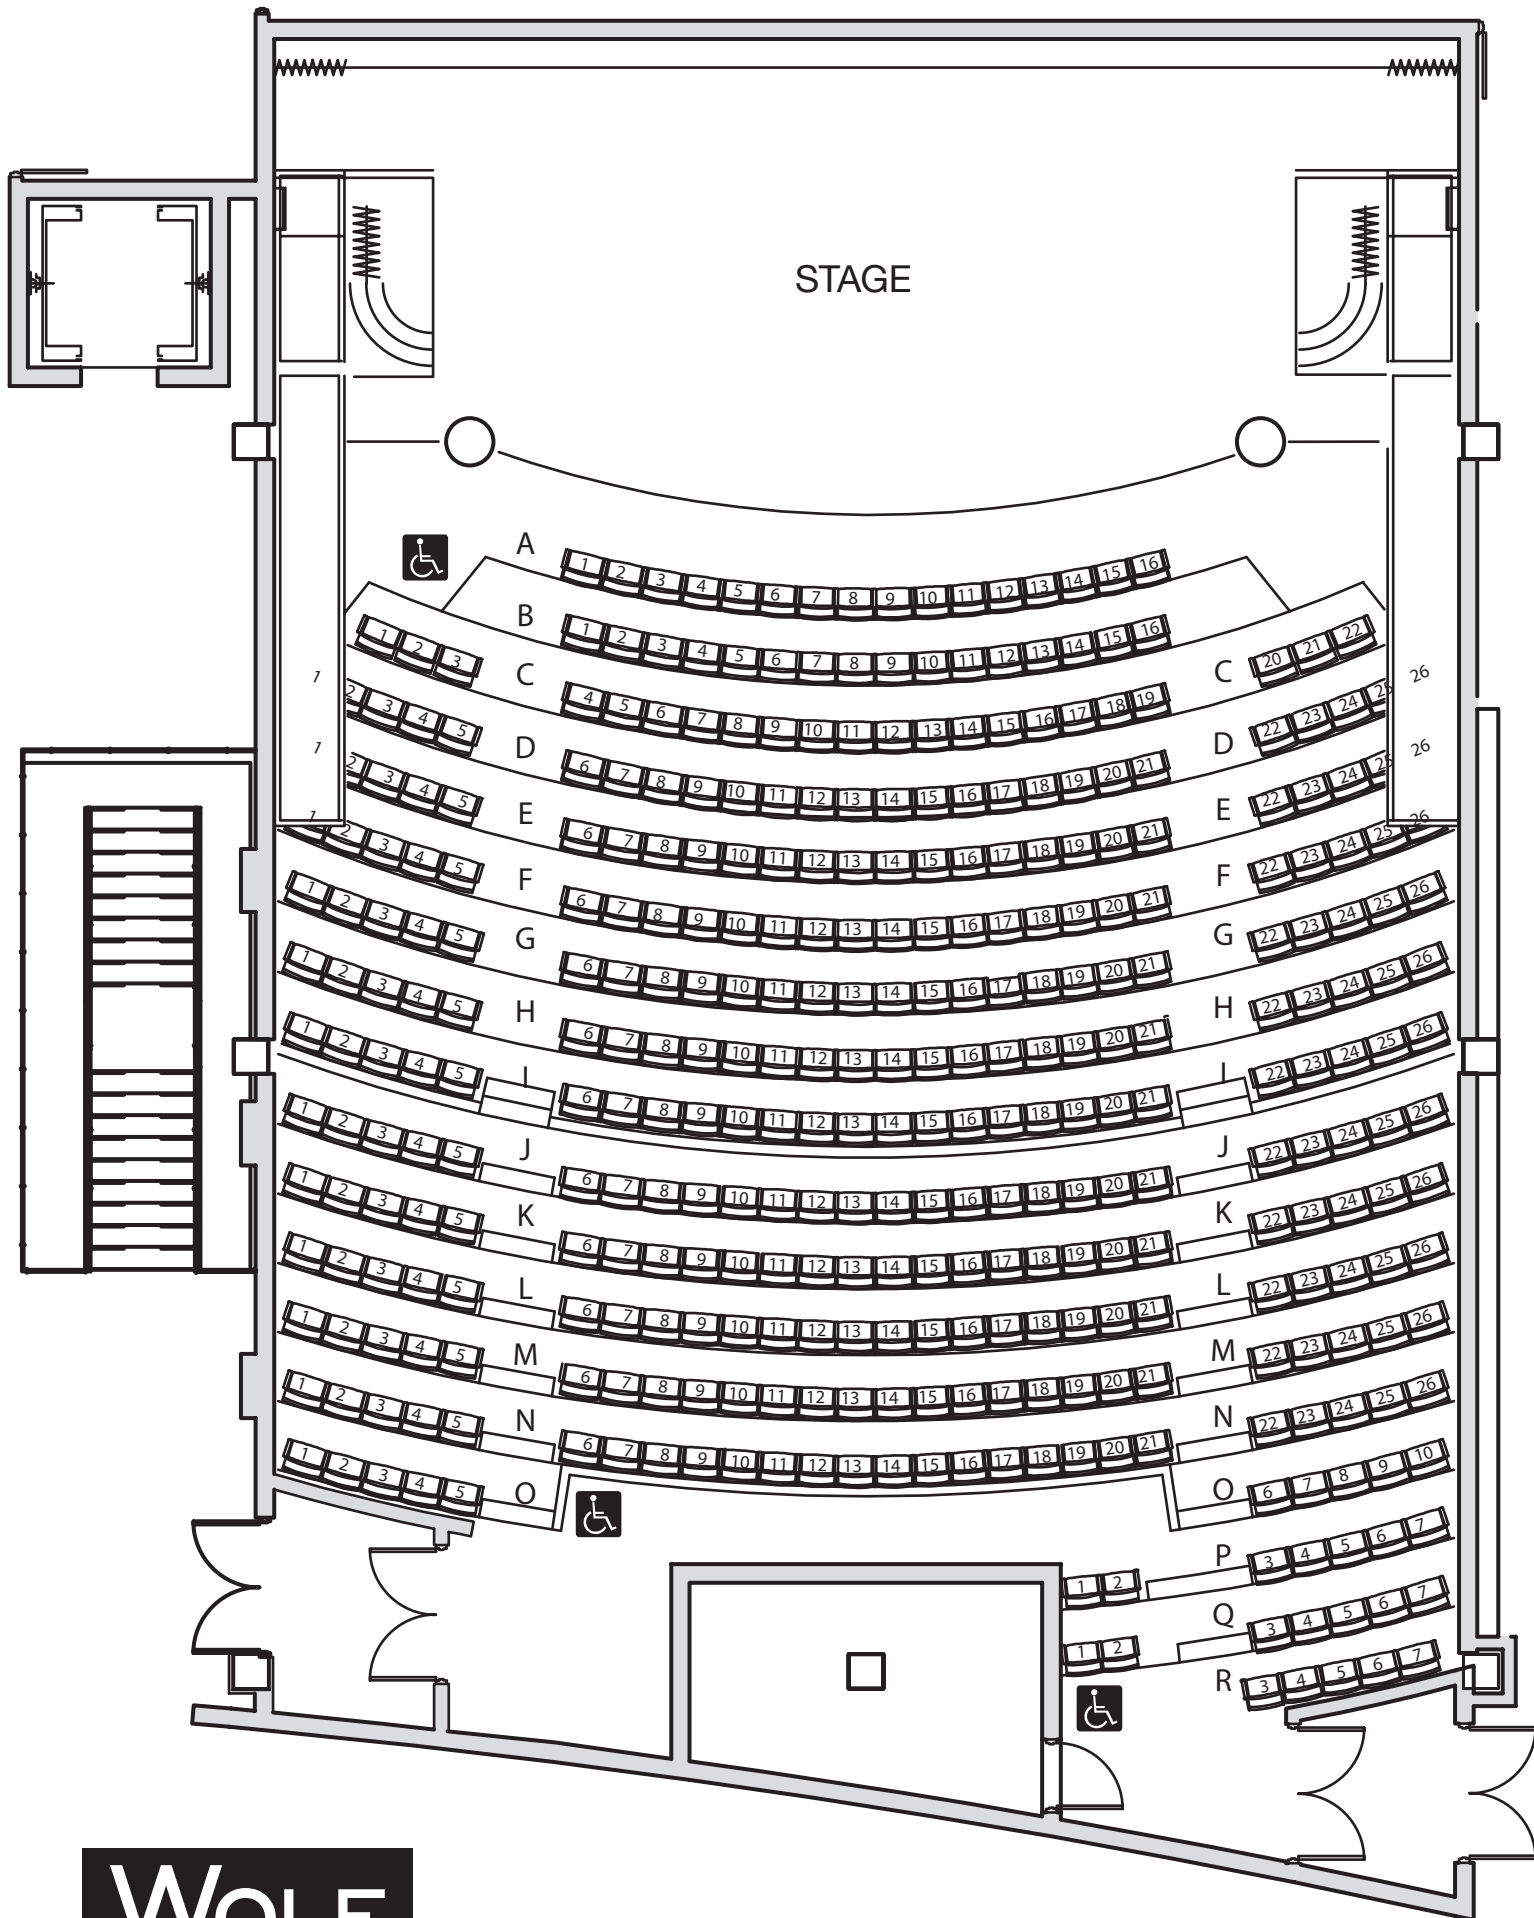 STAGE
A 1 2 3 4 5 6 7 8 9 10 11 12 13 14 15 16
B 1 2 3 4 5 6 7 8 9 10 11 12 13 14 15 16
1 2 3 C 4 5 6 7 8 9 10 11 12 13 14 15 16 17 18 19 C 20 21 22
1 2 3 4 5 D 6 7 8 9 10 11 12 13 14 15 16 17 18 19 20 21 D 22 23 24 25 26
1 2 3 4 5 E 6 7 8 9 10 11 12 13 14 15 16 17 18 19 20 21 E 22 23 24 25 26
1 2 3 4 5 F 6 7 8 9 10 11 12 13 14 15 16 17 18 19 20 21 F 22 23 24 25 26
1 2 3 4 5 G 6 7 8 9 10 11 12 13 14 15 16 17 18 19 20 21 G 22 23 24 25 26
1 2 3 4 5 H 6 7 8 9 10 11 12 13 14 15 16 17 18 19 20 21 H 22 23 24 25 26
1 2 3 4 5 I 6 7 8 9 10 11 12 13 14 15 16 17 18 19 20 21 I 22 23 24 25 26
1 2 3 4 5 J 6 7 8 9 10 11 12 13 14 15 16 17 18 19 20 21 J 22 23 24 25 26
1 2 3 4 5 K 6 7 8 9 10 11 12 13 14 15 16 17 18 19 20 21 K 22 23 24 25 26
1 2 3 4 5 L 6 7 8 9 10 11 12 13 14 15 16 17 18 19 20 21 L 22 23 24 25 26
1 2 3 4 5 M 6 7 8 9 10 11 12 13 14 15 16 17 18 19 20 21 M 22 23 24 25 26
1 2 3 4 5 N 6 7 8 9 10 11 12 13 14 15 16 17 18 19 20 21 N 22 23 24 25 26
1 2 3 4 5 O O 6 7 8 9 10
1 2 P 3 4 5 6 7
1 2 Q 3 4 5 6 7
R 3 4 5 6 7
WOLF